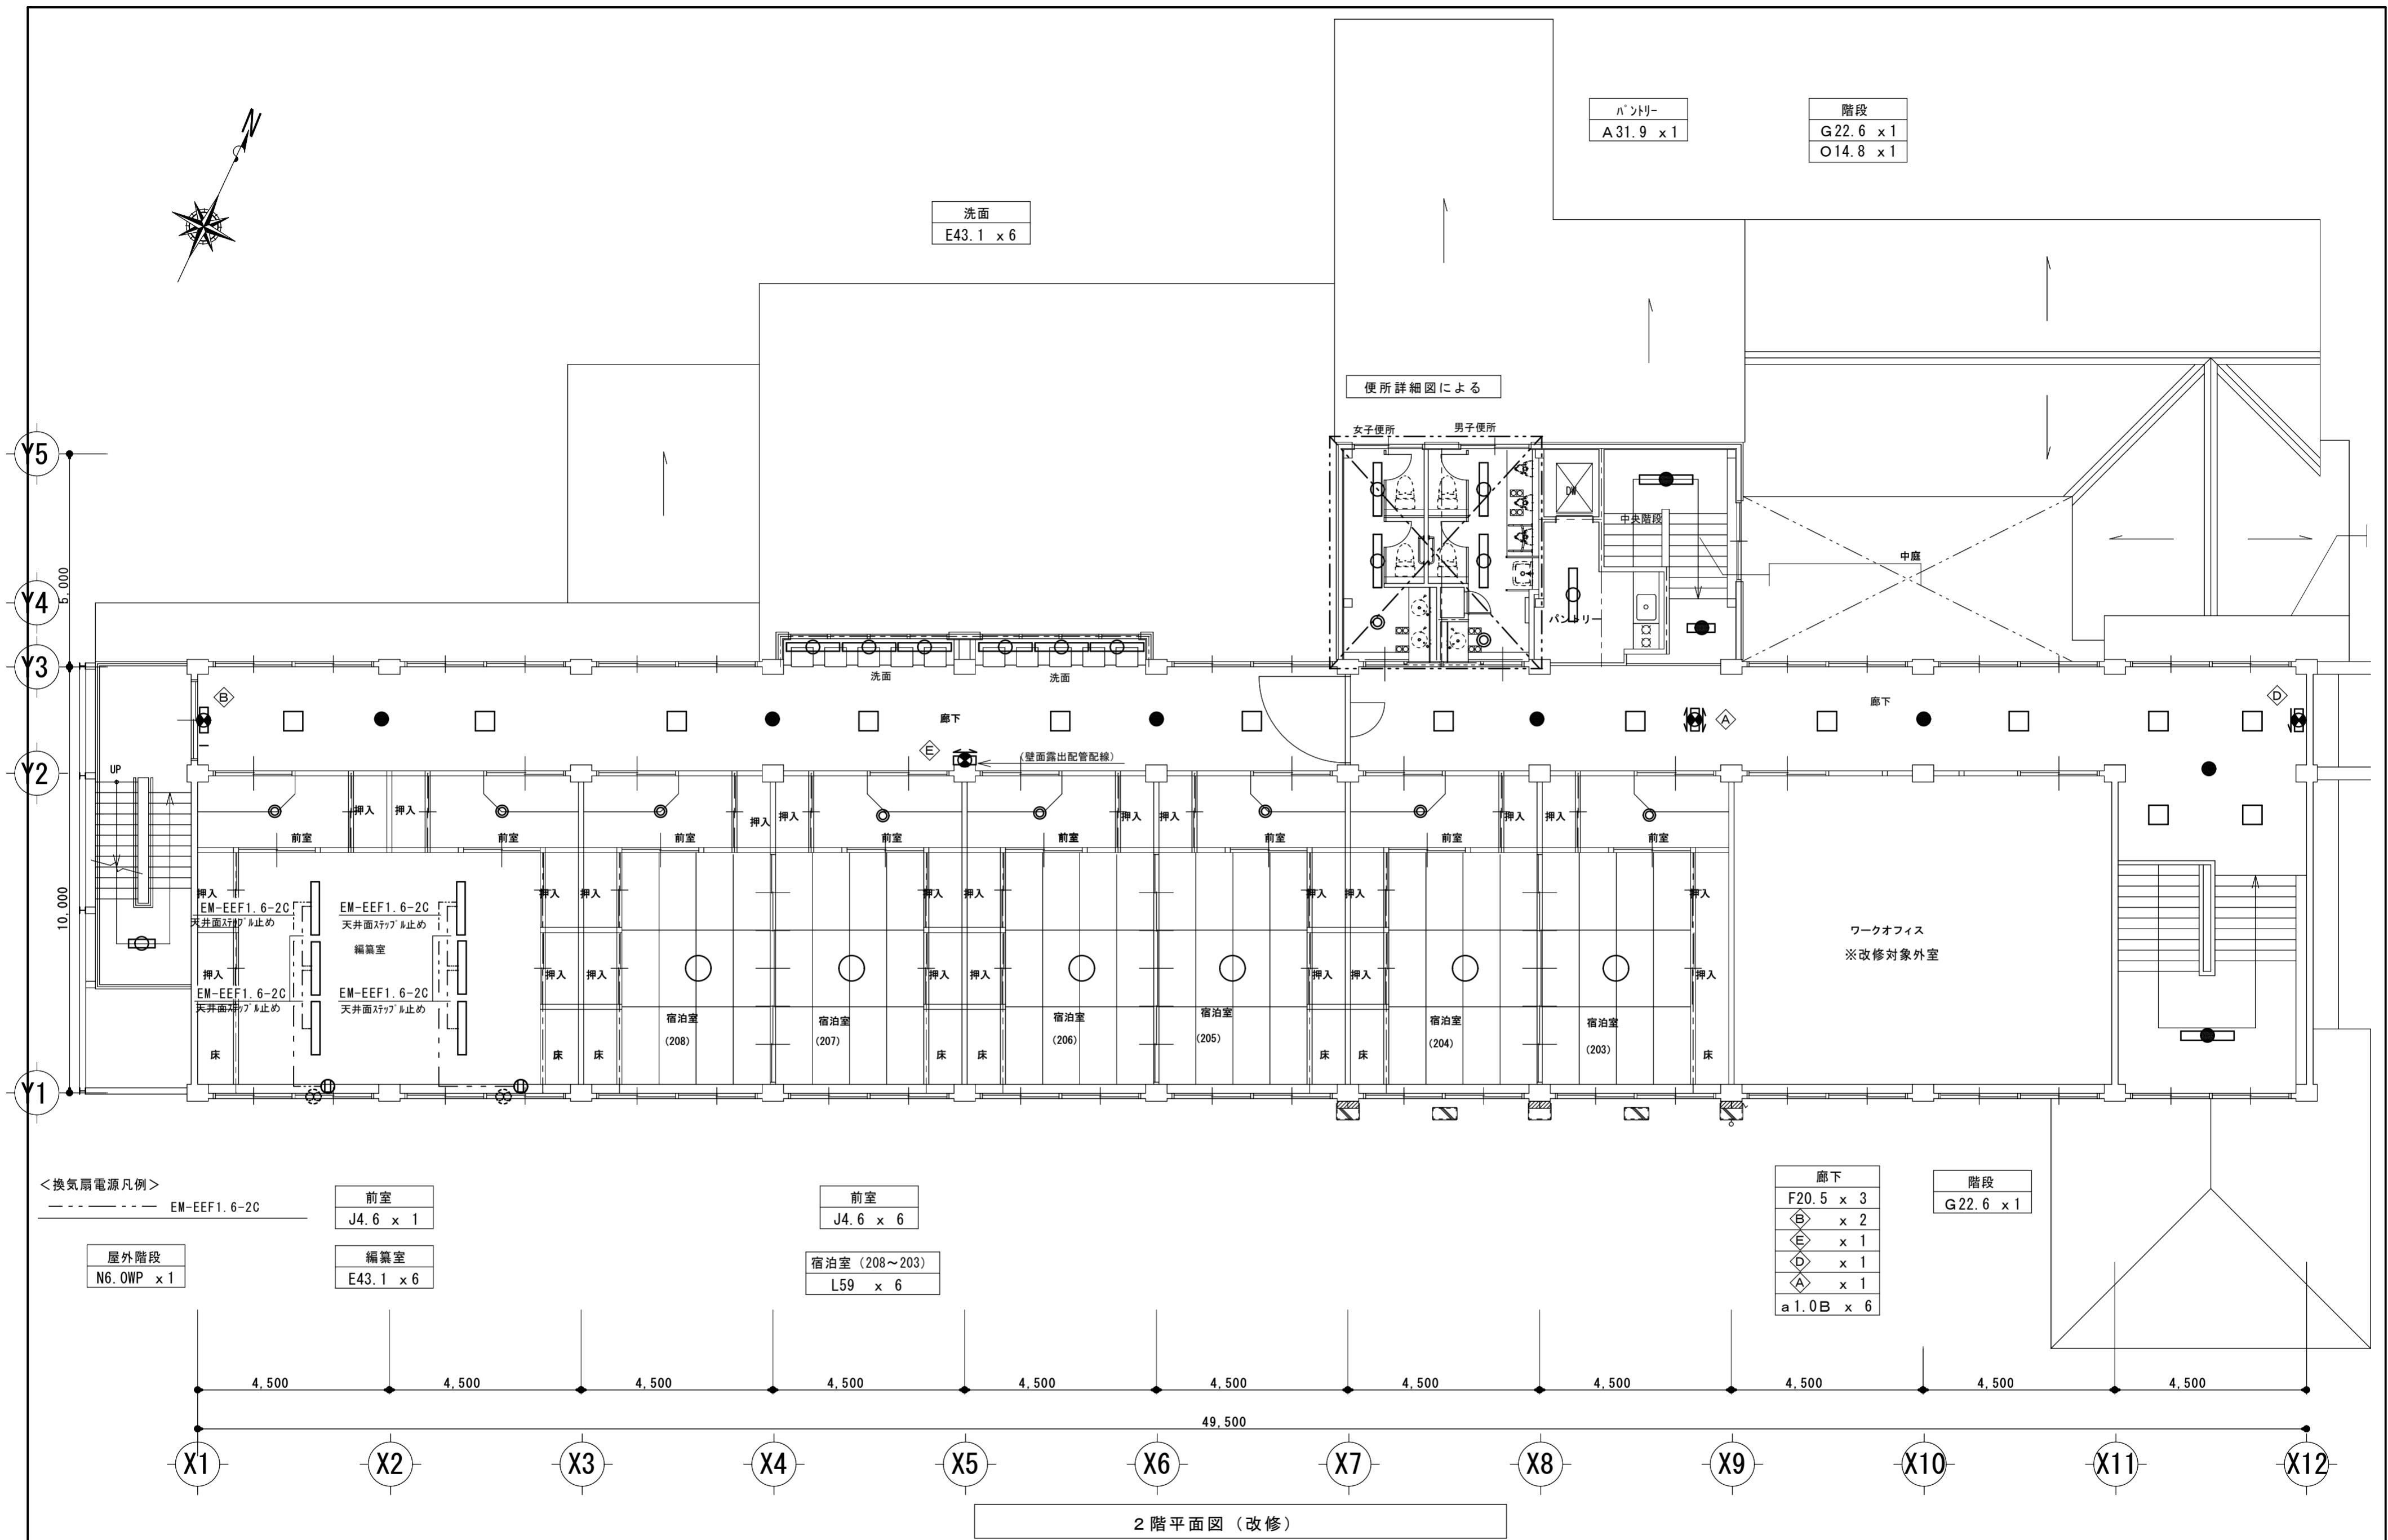 N
ﾊﾟﾝﾄﾘｰ
A31.9 x1
階段
G22.6 x1
O14.8 x1
洗面
E43.1 x6
便所詳細図による
女子便所
男子便所
Y5
DW
中央階段
中庭
5,000
Y4
パントリー
Y3
洗面
洗面
B
廊下
廊下
D
A
E
(壁面露出配管配線)
Y2
UP
押入
押入
押入
押入
押入
押入
押入
押入
前室
前室
前室
前室
前室
前室
前室
前室
10,000
押入
押入
押入
押入
押入
押入
押入
押入
EM-EEF1.6-2C
天井面ｽﾃｯﾌﾟﾙ止め
EM-EEF1.6-2C
天井面ｽﾃｯﾌﾟﾙ止め
編纂室
ワークオフィス
※改修対象外室
押入
押入
押入
押入
押入
押入
押入
押入
EM-EEF1.6-2C
天井面ｽﾃｯﾌﾟﾙ止め
EM-EEF1.6-2C
天井面ｽﾃｯﾌﾟﾙ止め
宿泊室
(208)
宿泊室
(207)
宿泊室
(206)
宿泊室
(205)
宿泊室
(204)
宿泊室
(203)
床
床
床
床
床
床
床
床
Y1
＜換気扇電源凡例＞
EM-EEF1.6-2C
前室
J4.6 x 1
前室
J4.6 x 6
屋外階段
N6.0WP x1
編纂室
E43.1 x6
宿泊室（208～203）
L59 x 6
廊下
F20.5 x 3
B x 2
E x 1
D x 1
A x 1
a1.0B x 6
階段
G22.6 x1
4,500
4,500
4,500
4,500
4,500
4,500
4,500
4,500
4,500
4,500
4,500
49,500
X1
X2
X3
X4
X5
X6
X7
X8
X9
X10
X11
X12
２階平面図（改修）